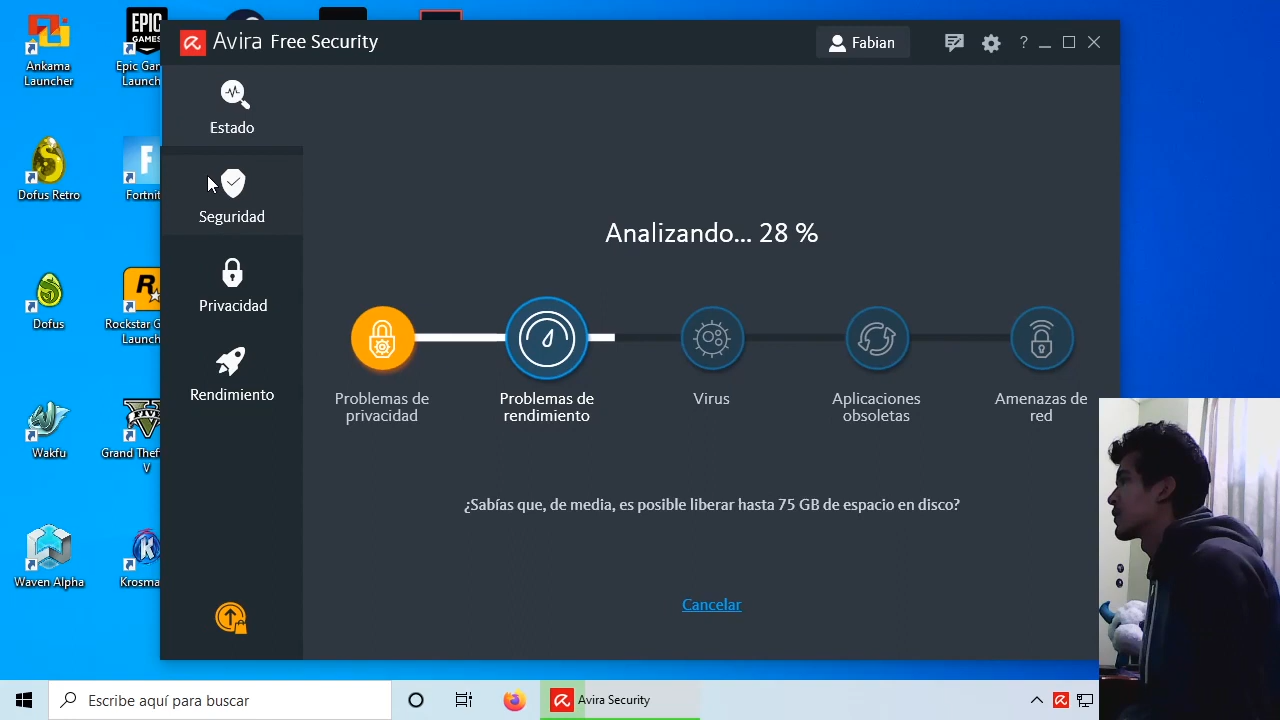 Avira Free Security
Fabian
?
Estado
Seguridad
Privacidad
Rendimiento
Analizando... 28 %
Problemas de
privacidad
Problemas de
rendimiento
Virus
Aplicaciones
obsoletas
Amenazas de
red
¿Sabías que, de media, es posible liberar hasta 75 GB de espacio en disco?
Cancelar
Ankama
Launcher
EPIC
GAMES
Epic Gam
Launch
Dofus Retro
F
Fortnit
Dofus
R
Rockstar G
Launch
Wakfu
V
Grand Thef
V
Waven Alpha
K
Krosma
Escribe aquí para buscar
Avira Security